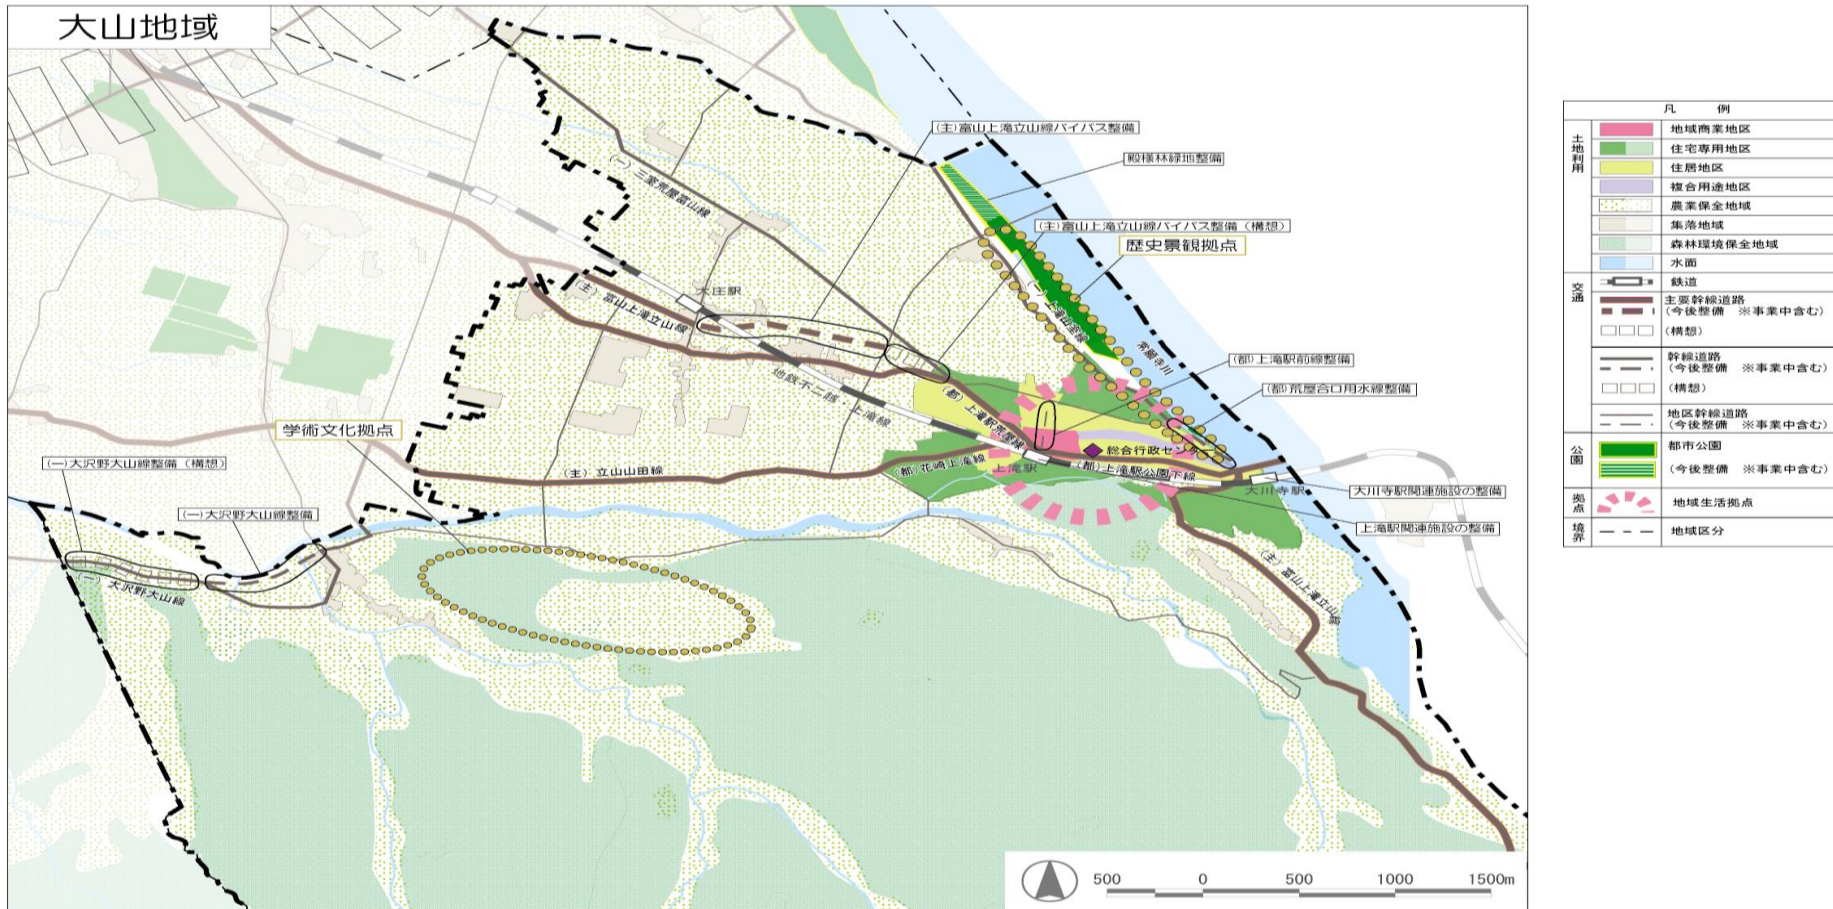 大山地域
(主)富山上滝立山線バイパス整備
殿様林緑地整備
(主)富山上滝立山線バイパス整備(構想)
歴史景観拠点
(一)三室荒屋富山線
大庄駅
(主)富山上滝立山線
常願寺川
(都)上滝駅前線整備
(都)荒屋合口用水線整備
地鉄不二越・上滝線
(都)上滝駅荒屋線
学術文化拠点
総合行政センター
(主)立山山田線
(都)花崎上滝線
上滝駅
(都)上滝駅公園下線
大川寺駅
大川寺駅関連施設の整備
上滝駅関連施設の整備
(一)大沢野大山線整備(構想)
(一)大沢野大山線整備
(一)大沢野大山線
(主)富山上滝立山線
500 0 500 1000 1500m
凡 例
土地利用
地域商業地区
住宅専用地区
住居地区
複合用途地区
農業保全地域
集落地域
森林環境保全地域
水面
交通
鉄道
主要幹線道路
(今後整備 ※事業中含む)
(構想)
幹線道路
(今後整備 ※事業中含む)
(構想)
地区幹線道路
(今後整備 ※事業中含む)
公園
都市公園
(今後整備 ※事業中含む)
拠点
地域生活拠点
境界
地域区分